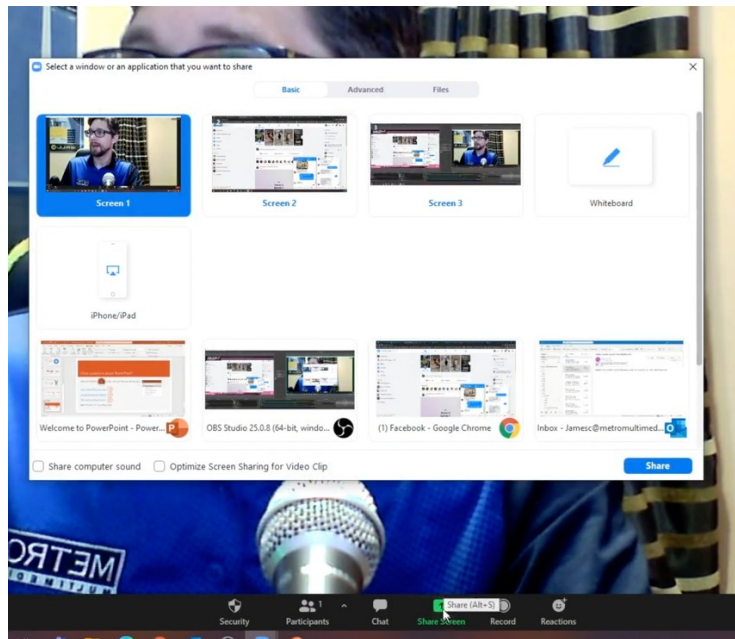 Select a window or an application that you want to share
Basic Advanced Files
Screen 1 Screen 2 Screen 3 Whiteboard
iPhone/iPad
Welcome to PowerPoint - Power... OBS Studio 25.0.8 (64-bit, windo... (1) Facebook - Google Chrome Inbox - Jamesc@metromultimed...
Share computer sound Optimize Screen Sharing for Video Clip Share
METRO
MULTIMEDI
1 Share (Alt+S)
Security Participants Chat Share Screen Record Reactions